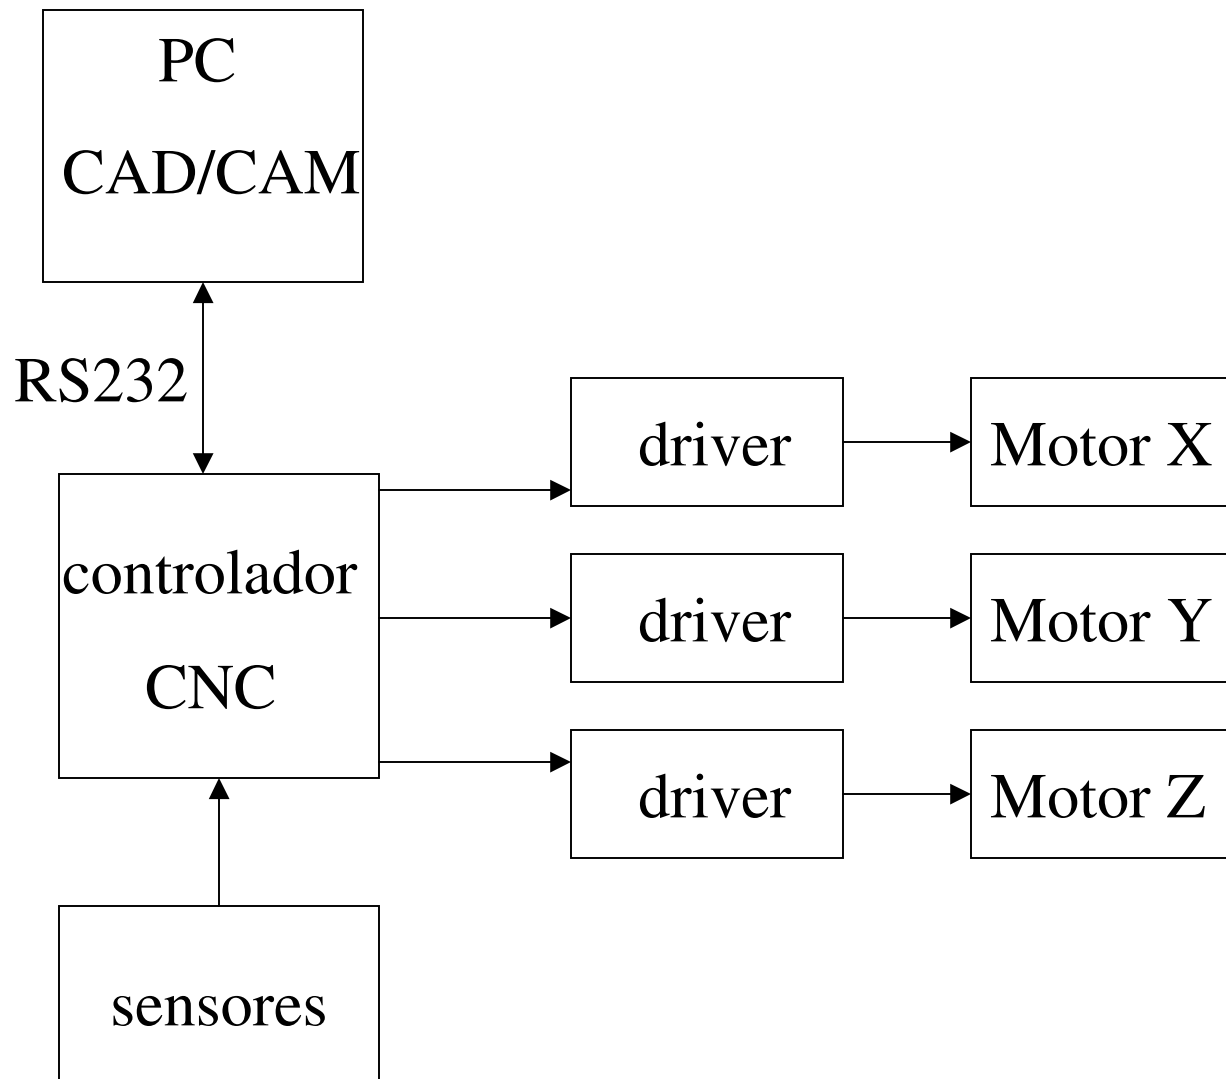 PC
CAD/CAM
RS232
controlador
CNC
sensores
driver
Motor X
driver
Motor Y
driver
Motor Z